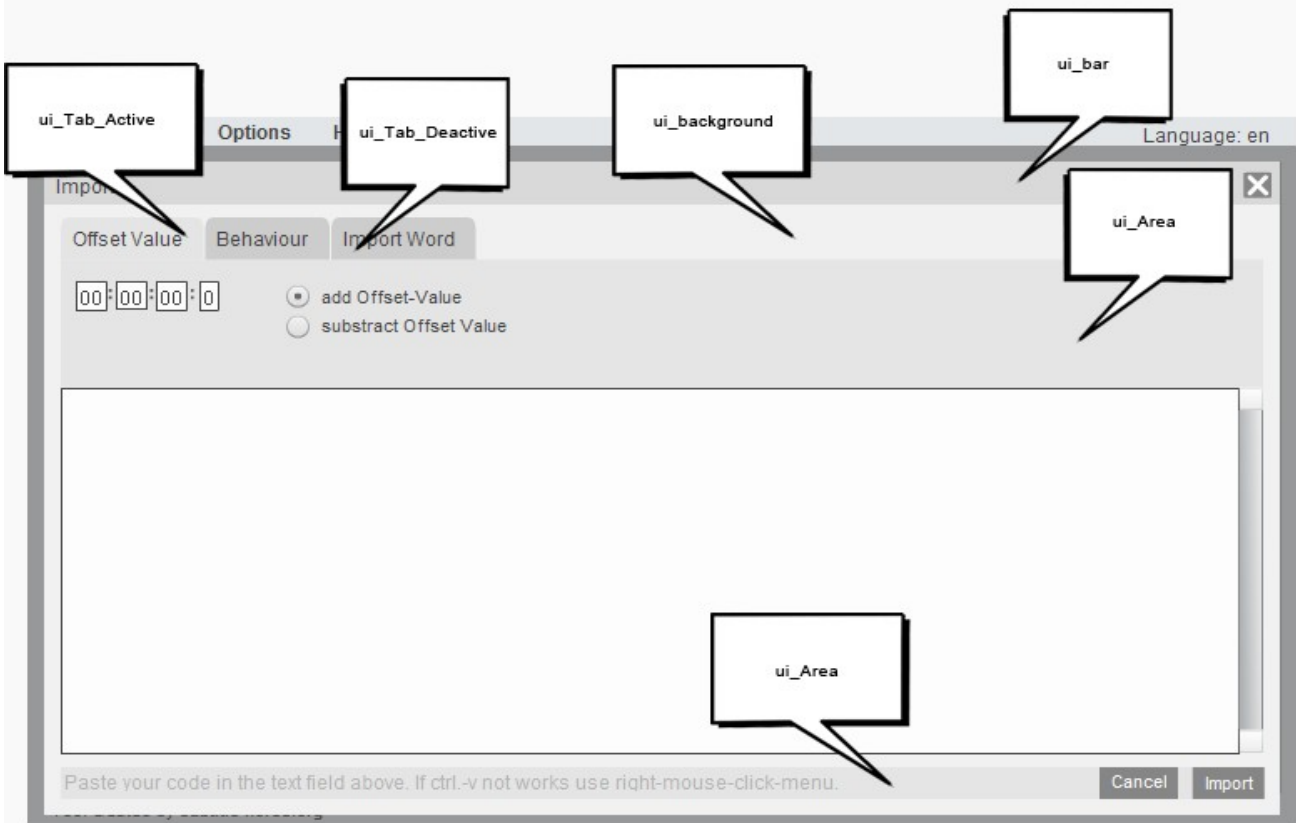 ui_bar
ui_Tab_Active
ui_Tab_Deactive
ui_background
Options
Language: en
Import
ui_Area
Offset Value
Behaviour
Import Word
00:00:00:0
add Offset-Value
substract Offset Value
ui_Area
Paste your code in the text field above. If ctrl.-v not works use right-mouse-click-menu.
Cancel
Import